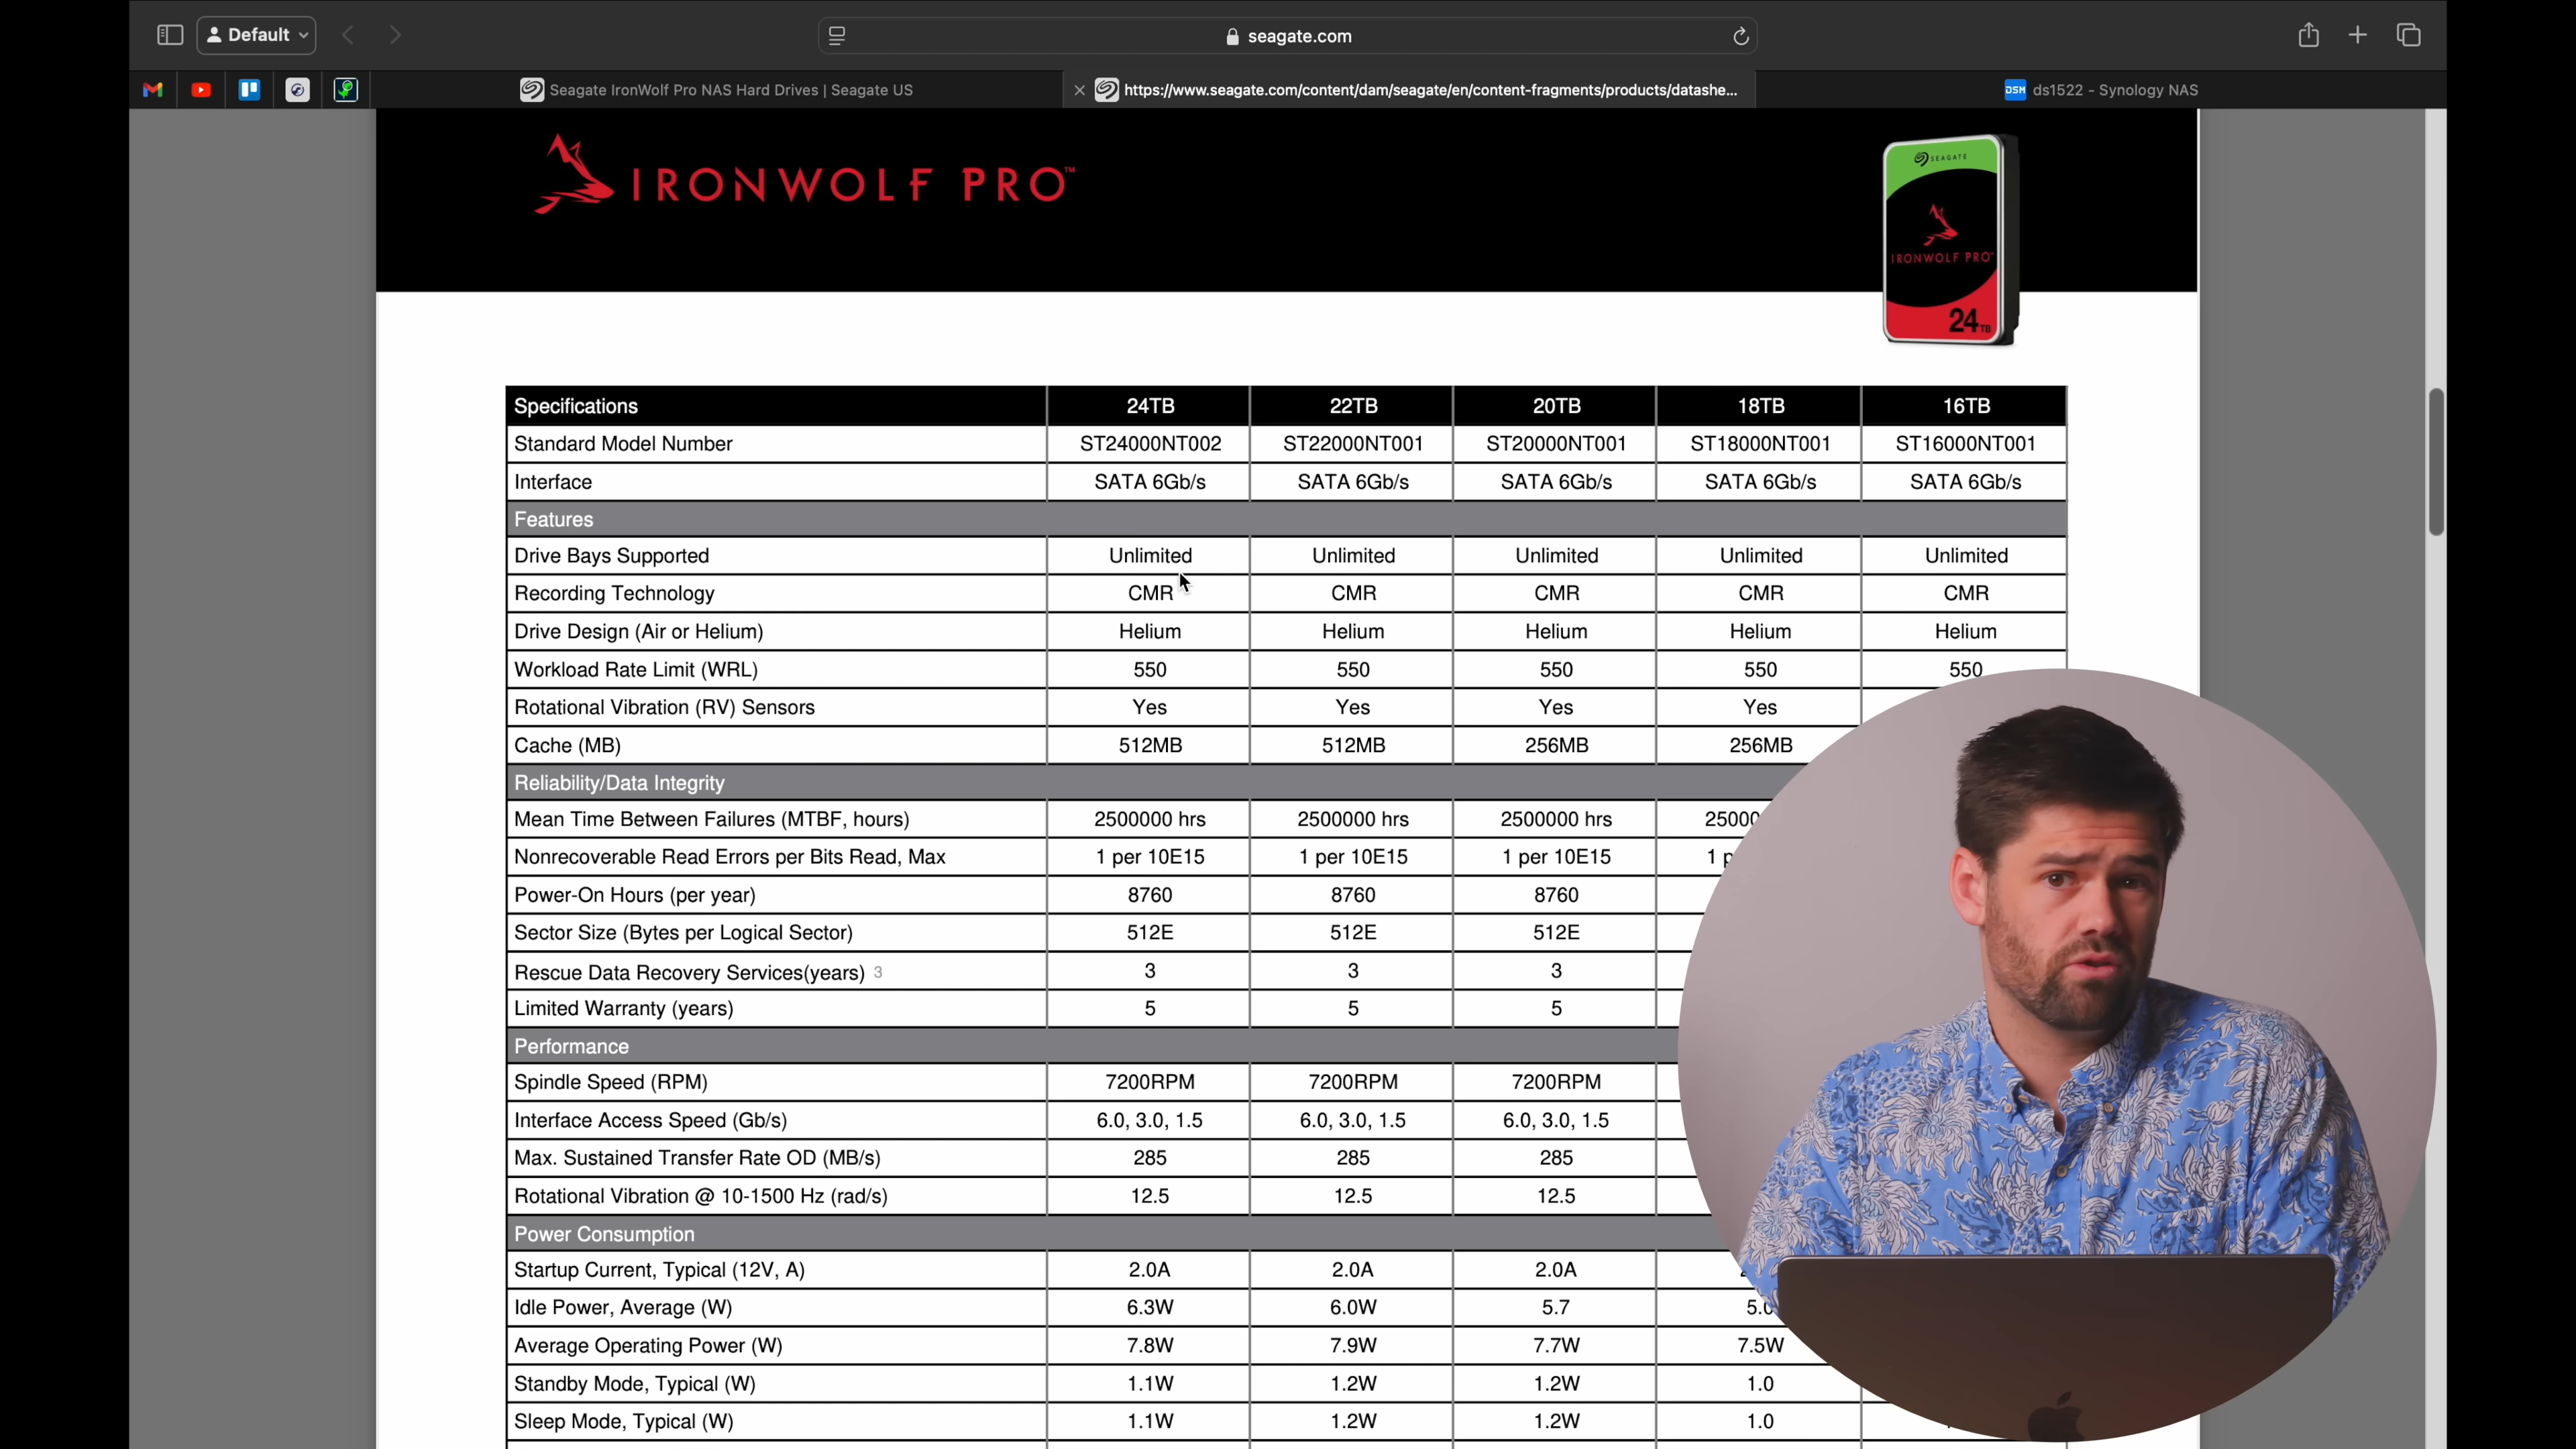 Default
seagate.com
Seagate IronWolf Pro NAS Hard Drives | Seagate US
https://www.seagate.com/content/dam/seagate/en/content-fragments/products/datashe...
DSM ds1522 - Synology NAS
IRONWOLF PRO™
SEAGATE
IRONWOLF PRO™
24TB
Specifications 24TB 22TB 20TB 18TB 16TB
Standard Model Number ST24000NT002 ST22000NT001 ST20000NT001 ST18000NT001 ST16000NT001
Interface SATA 6Gb/s SATA 6Gb/s SATA 6Gb/s SATA 6Gb/s SATA 6Gb/s
Features
Drive Bays Supported Unlimited Unlimited Unlimited Unlimited Unlimited
Recording Technology CMR CMR CMR CMR CMR
Drive Design (Air or Helium) Helium Helium Helium Helium Helium
Workload Rate Limit (WRL) 550 550 550 550 550
Rotational Vibration (RV) Sensors Yes Yes Yes Yes
Cache (MB) 512MB 512MB 256MB 256MB
Reliability/Data Integrity
Mean Time Between Failures (MTBF, hours) 2500000 hrs 2500000 hrs 2500000 hrs
Nonrecoverable Read Errors per Bits Read, Max 1 per 10E15 1 per 10E15 1 per 10E15
Power-On Hours (per year) 8760 8760 8760
Sector Size (Bytes per Logical Sector) 512E 512E 512E
Rescue Data Recovery Services(years) 3 3 3 3
Limited Warranty (years) 5 5 5
Performance
Spindle Speed (RPM) 7200RPM 7200RPM 7200RPM
Interface Access Speed (Gb/s) 6.0, 3.0, 1.5 6.0, 3.0, 1.5 6.0, 3.0, 1.5
Max. Sustained Transfer Rate OD (MB/s) 285 285 285
Rotational Vibration @ 10-1500 Hz (rad/s) 12.5 12.5 12.5
Power Consumption
Startup Current, Typical (12V, A) 2.0A 2.0A 2.0A
Idle Power, Average (W) 6.3W 6.0W 5.7
Average Operating Power (W) 7.8W 7.9W 7.7W 7.5W
Standby Mode, Typical (W) 1.1W 1.2W 1.2W 1.0
Sleep Mode, Typical (W) 1.1W 1.2W 1.2W 1.0